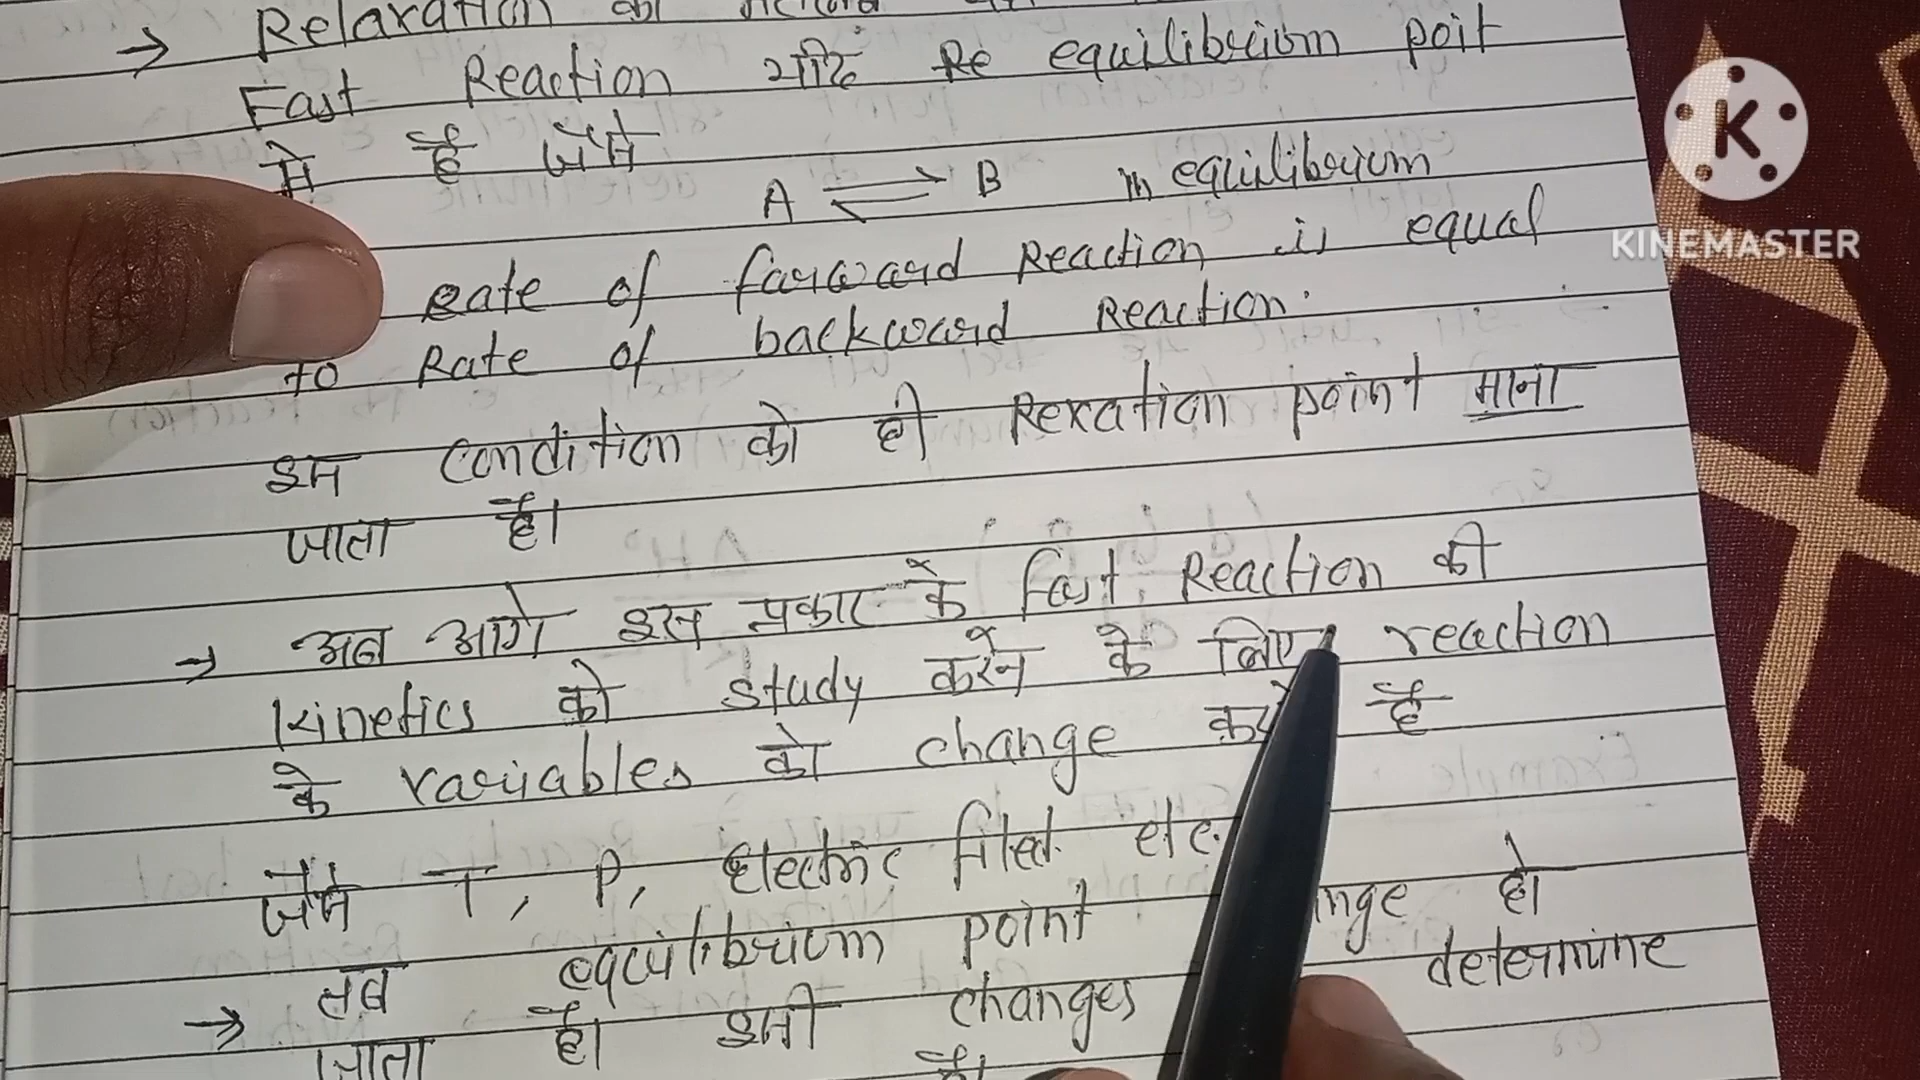 → Relaxation का मतलब
Fast Reaction यदि Re equilibrium poit
मे है जैसे
A ⇌ B in equilibrium
Rate of forward Reaction is equal
to Rate of backward Reaction.
इस condition को ही Rexation point माना
जाता है।
→ अब आगे इस प्रकार के fast Reaction की
Kinetics को study करने के लिए reaction
के variables को change करते है
जैसे T, P, Electric filed. etc.
→ तब equilibrium point हो
जाता है। इसी changes determine
है।
K
KINEMASTER